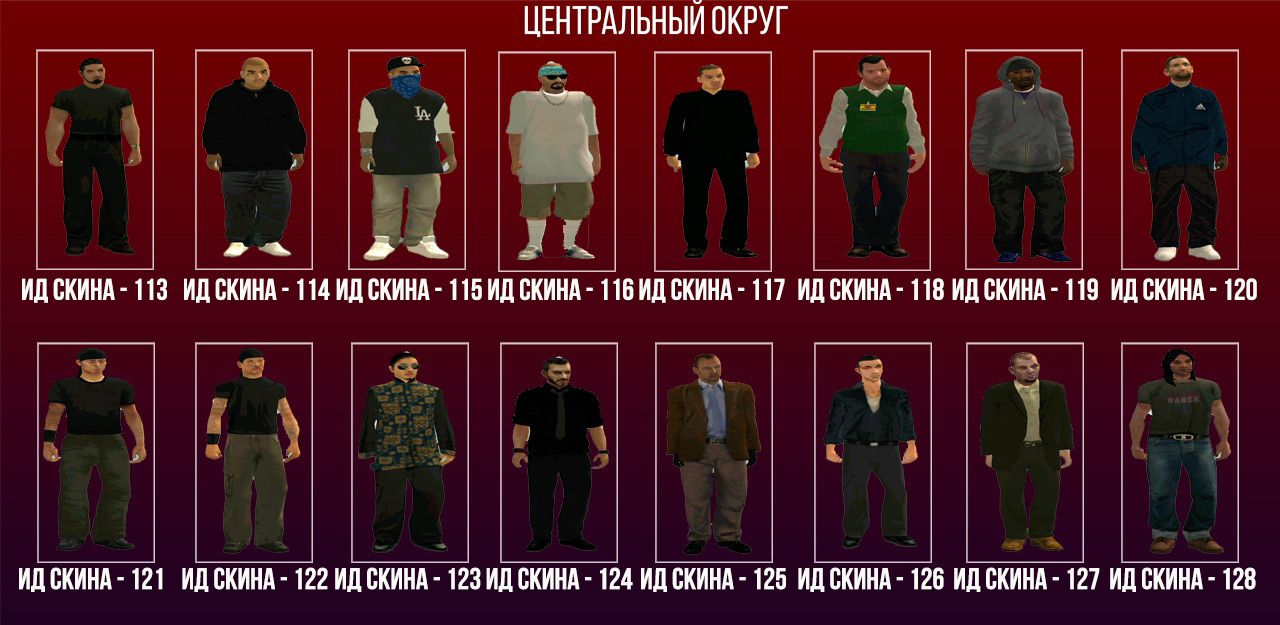 ЦЕНТРАЛЬНЫЙ ОКРУГ
LA
ИД СКИНА - 113 ИД СКИНА - 114 ИД СКИНА - 115 ИД СКИНА - 116 ИД СКИНА - 117 ИД СКИНА - 118 ИД СКИНА - 119 ИД СКИНА - 120
RANCH
ИД СКИНА - 121 ИД СКИНА - 122 ИД СКИНА - 123 ИД СКИНА - 124 ИД СКИНА - 125 ИД СКИНА - 126 ИД СКИНА - 127 ИД СКИНА - 128